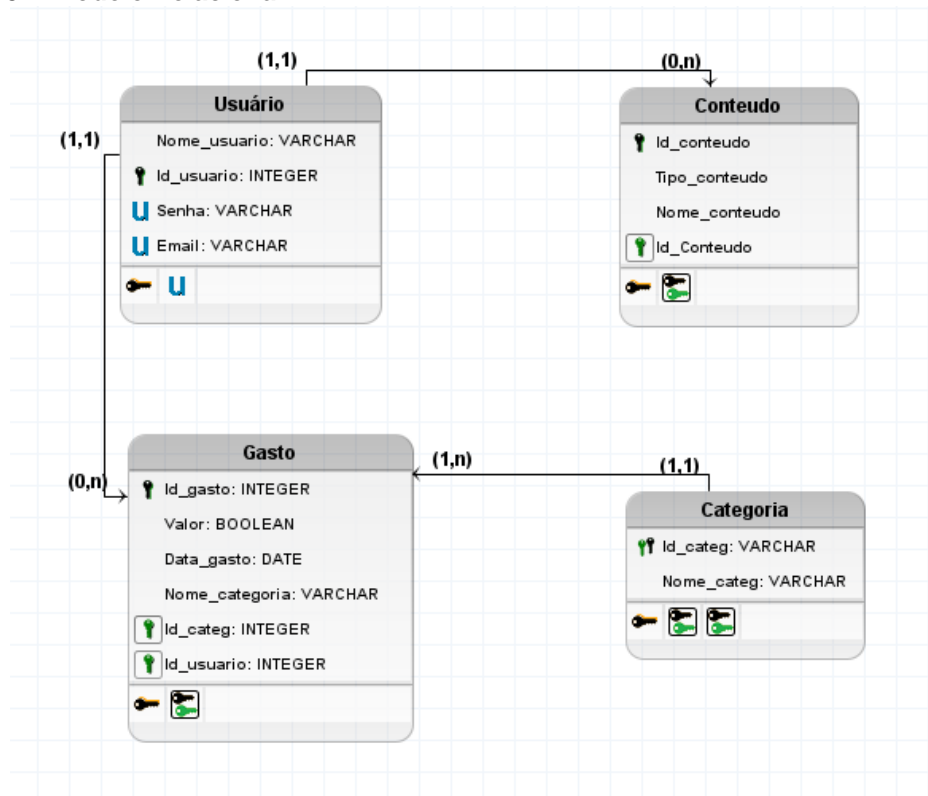 (1,1)
(0,n)
Usuário
Nome_usuario: VARCHAR
Id_usuario: INTEGER
U Senha: VARCHAR
U Email: VARCHAR
U
Conteudo
Id_conteudo
Tipo_conteudo
Nome_conteudo
Id_Conteudo
(1,1)
(0,n)
Gasto
Id_gasto: INTEGER
Valor: BOOLEAN
Data_gasto: DATE
Nome_categoria: VARCHAR
Id_categ: INTEGER
Id_usuario: INTEGER
(1,n)
(1,1)
Categoria
Id_categ: VARCHAR
Nome_categ: VARCHAR